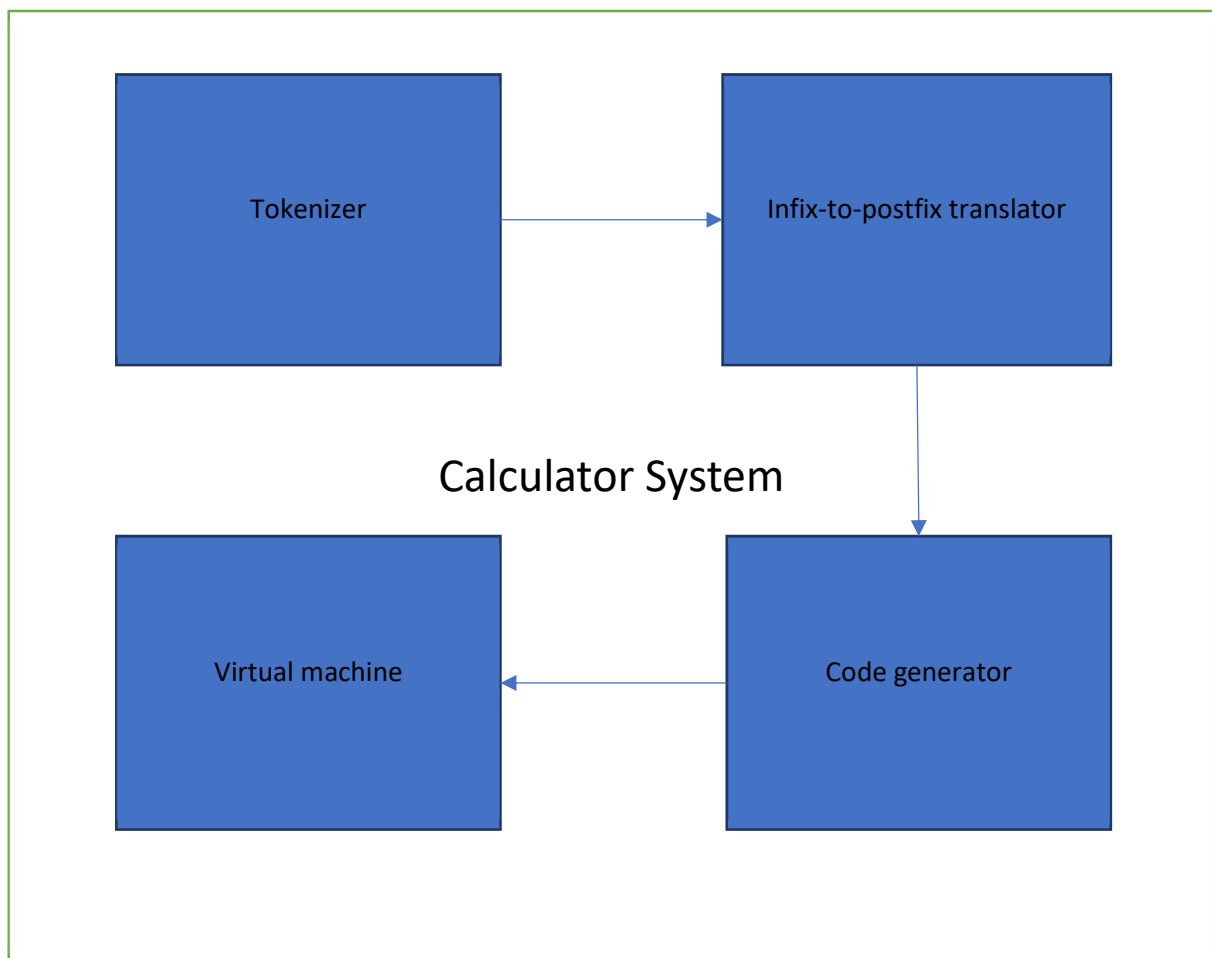 Tokenizer
Infix-to-postfix translator
Calculator System
Virtual machine
Code generator